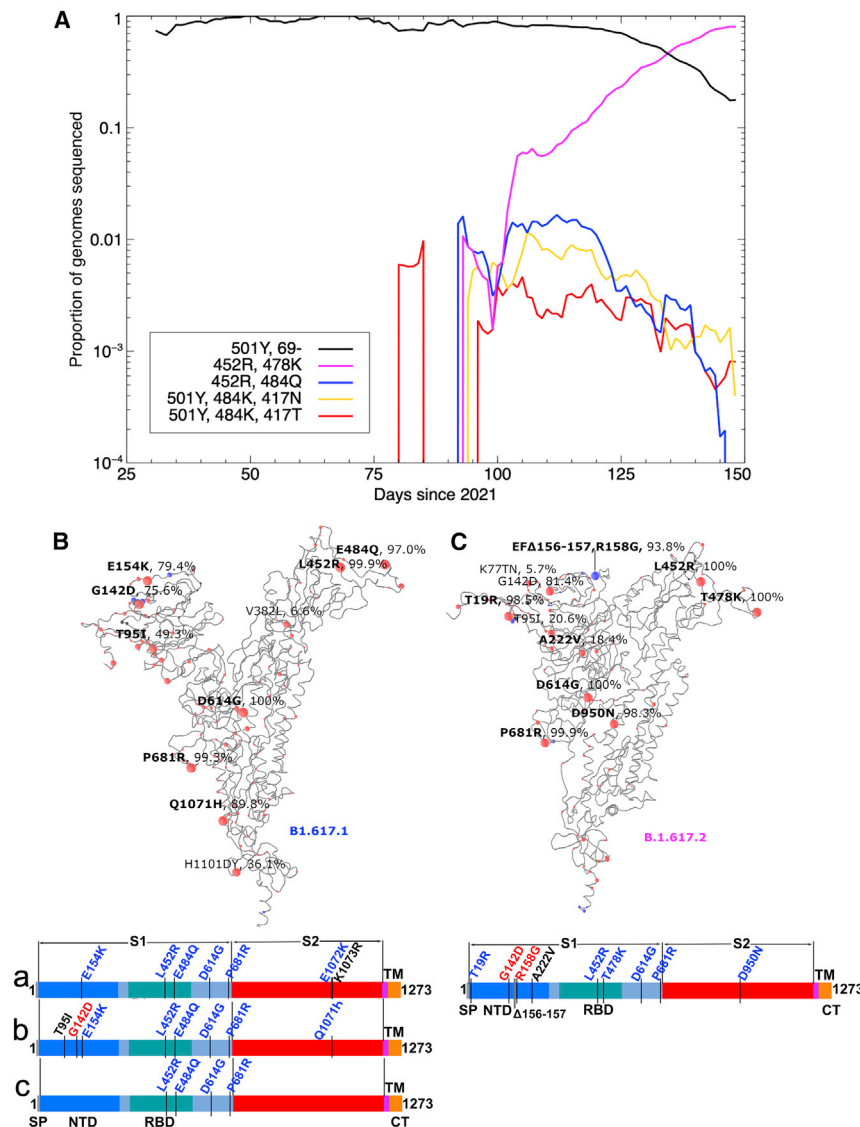 A
Proportion of genomes sequenced
1
0.1
0.01
10⁻³
10⁻⁴
501Y, 69-
452R, 478K
452R, 484Q
501Y, 484K, 417N
501Y, 484K, 417T
25
50
75
100
125
150
Days since 2021
B
E154K, 79.4%
G142D, 75.6%
T95I, 49.3%
E484Q, 97.0%
L452R, 99.9%
V382L, 6.6%
D614G, 100%
P681R, 99.3%
Q1071H, 89.8%
B1.617.1
H1101DY, 36.1%
C
EFΔ156-157,R158G, 93.8%
K77TN, 5.7%
G142D, 81.4%
T19R, 98.5%
T95I, 20.6%
A222V, 18.4%
L452R, 100%
T478K, 100%
D614G, 100%
D950N, 98.3%
P681R, 99.9%
B.1.617.2
S1 S2
a
E154K L452R E484Q D614G P681R E1072K K1073R TM
1 1273
b
T95I G142D E154K L452R E484Q D614G P681R Q1071h TM
1 1273
c
L452R E484Q D614G P681R TM
1 1273
SP NTD RBD CT
S1 S2
T19R G142D R158G A222V L452R T478K D614G P681R D950N TM
1 1273
SP NTD Δ156-157 RBD CT